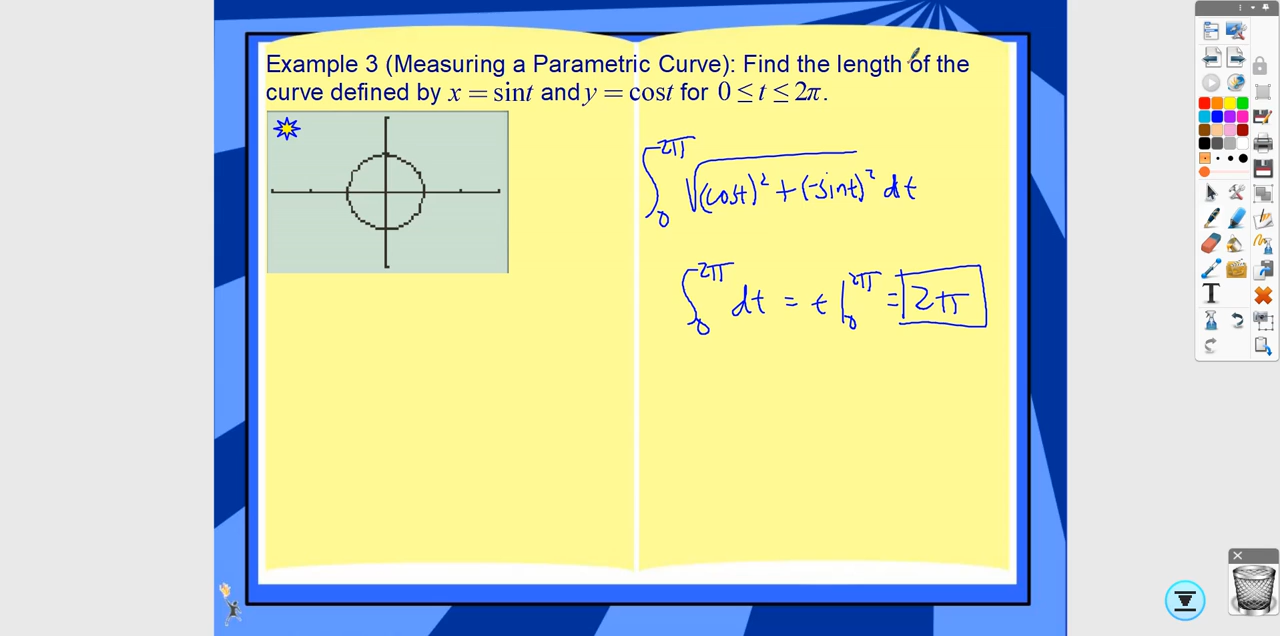 Example 3 (Measuring a Parametric Curve): Find the length of the
curve defined by x = sint and y = cost for 0 ≤ t ≤ 2π.
∫₀^2π √((cost)² + (-sint)²) dt
∫₀^2π dt = t |₀^2π = 2π
T